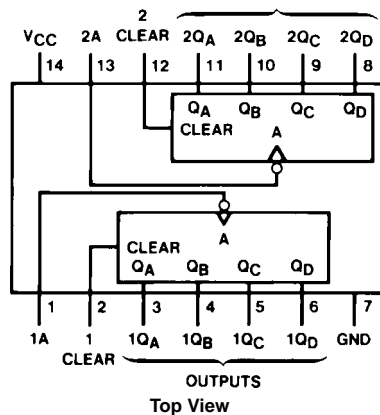 2
VCC 2A CLEAR 2QA 2QB 2QC 2QD
14 13 12 11 10 9 8
QA QB QC QD
CLEAR
A
A
CLEAR
QA QB QC QD
1 2 3 4 5 6 7
1A 1 1QA 1QB 1QC 1QD GND
CLEAR
OUTPUTS
Top View